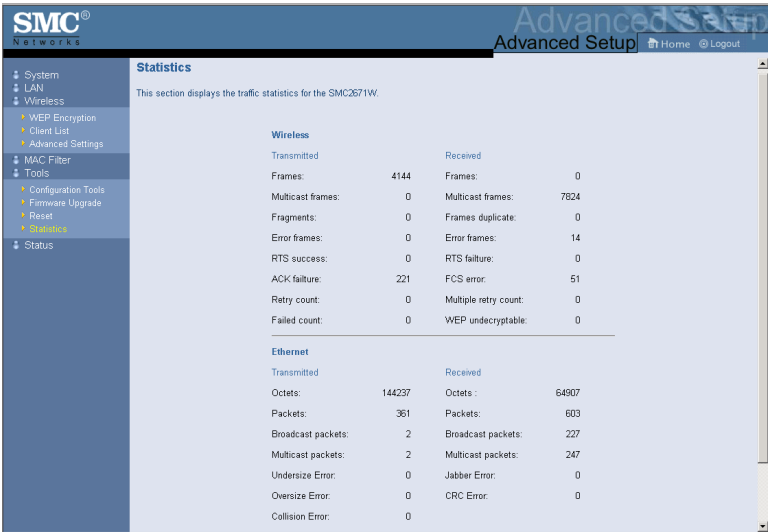 SMC®
Networks
Advanced Setup
Advanced Setup
Home
Logout
System
LAN
Wireless
WEP Encryption
Client List
Advanced Settings
MAC Filter
Tools
Configuration Tools
Firmware Upgrade
Reset
Statistics
Status
Statistics
This section displays the traffic statistics for the SMC2671W.
Wireless
Transmitted Received
Frames: 4144 Frames: 0
Multicast frames: 0 Multicast frames: 7824
Fragments: 0 Frames duplicate: 0
Error frames: 0 Error frames: 14
RTS success: 0 RTS failture: 0
ACK failture: 221 FCS error: 51
Retry count: 0 Multiple retry count: 0
Failed count: 0 WEP undecryptable: 0
Ethernet
Transmitted Received
Octets: 144237 Octets : 64907
Packets: 361 Packets: 603
Broadcast packets: 2 Broadcast packets: 227
Multicast packets: 2 Multicast packets: 247
Undersize Error: 0 Jabber Error: 0
Oversize Error: 0 CRC Error: 0
Collision Error: 0